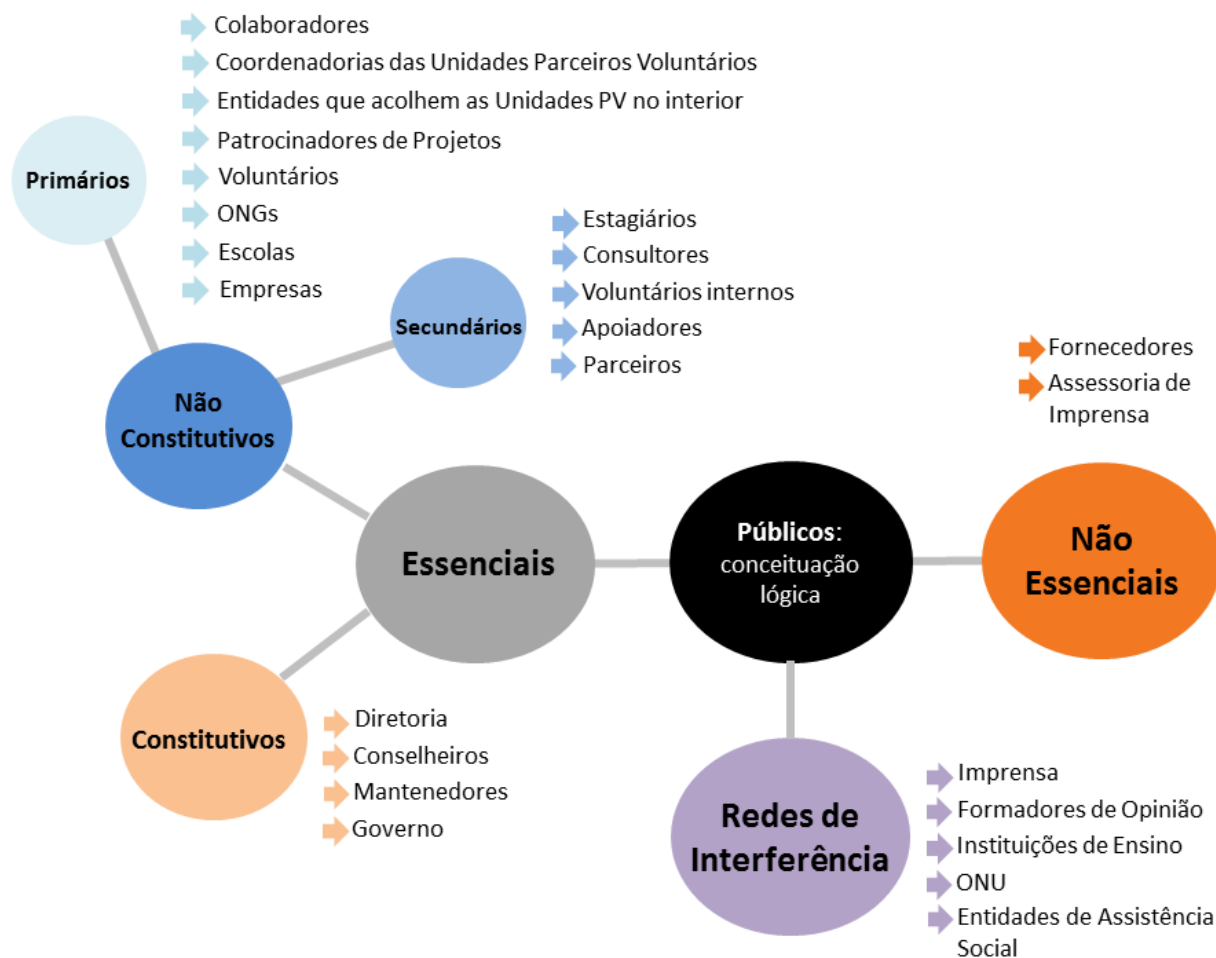 Colaboradores
Coordenadorias das Unidades Parceiros Voluntários
Entidades que acolhem as Unidades PV no interior
Patrocinadores de Projetos
Voluntários
ONGs
Escolas
Empresas
Primários
Estagiários
Consultores
Voluntários internos
Apoiadores
Parceiros
Secundários
Não
Constitutivos
Fornecedores
Assessoria de
Imprensa
Essenciais
Públicos:
conceituação
lógica
Não
Essenciais
Constitutivos
Diretoria
Conselheiros
Mantenedores
Governo
Redes de
Interferência
Imprensa
Formadores de Opinião
Instituições de Ensino
ONU
Entidades de Assistência
Social